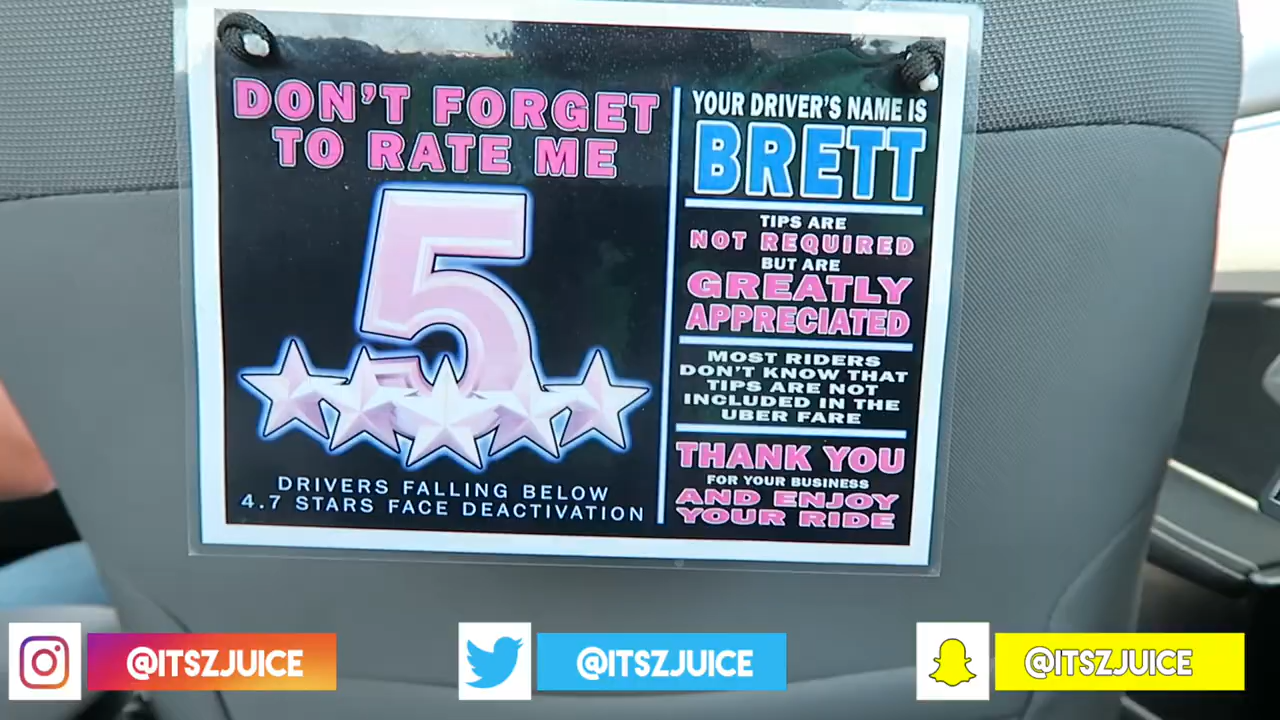 DON'T FORGET
TO RATE ME
5
DRIVERS FALLING BELOW
4.7 STARS FACE DEACTIVATION
YOUR DRIVER'S NAME IS
BRETT
TIPS ARE
NOT REQUIRED
BUT ARE
GREATLY
APPRECIATED
MOST RIDERS
DON'T KNOW THAT
TIPS ARE NOT
INCLUDED IN THE
UBER FARE
THANK YOU
FOR YOUR BUSINESS
AND ENJOY
YOUR RIDE
@ITSZJUICE
@ITSZJUICE
@ITSZJUICE